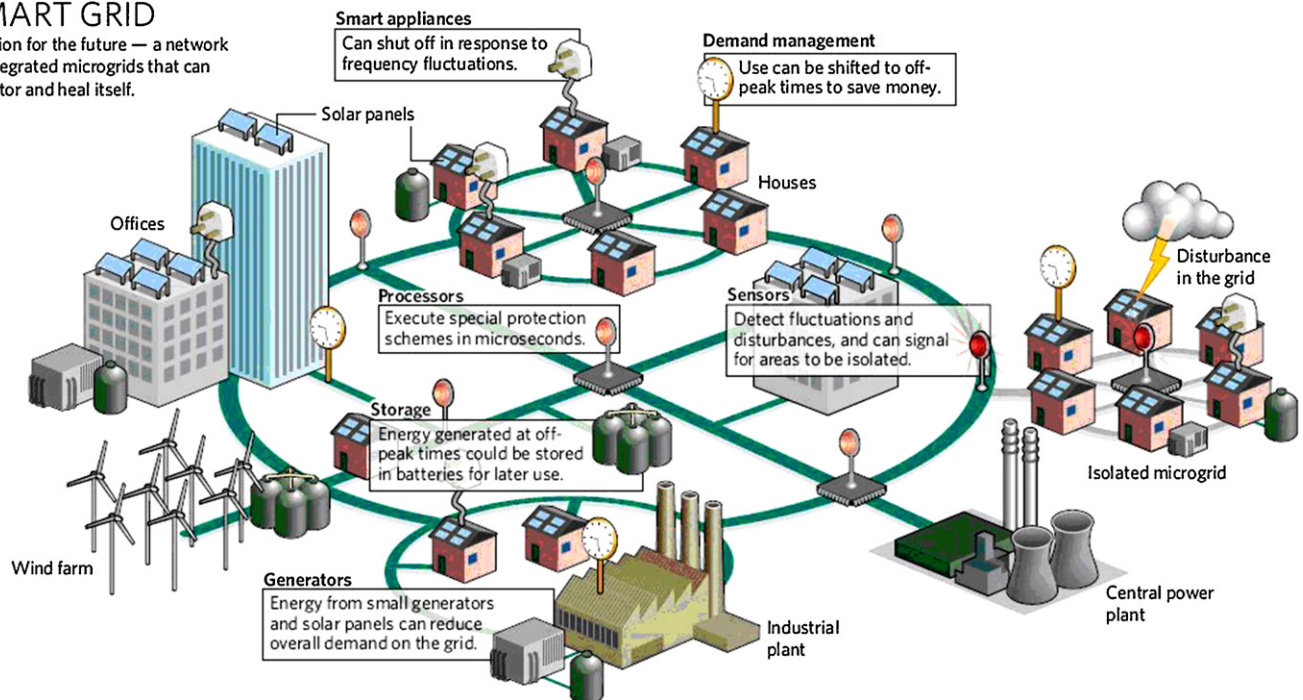 MART GRID
ion for the future — a network
egrated microgrids that can
tor and heal itself.
Smart appliances
Can shut off in response to
frequency fluctuations.
Demand management
Use can be shifted to off-
peak times to save money.
Solar panels
Houses
Offices
Disturbance
in the grid
Processors
Execute special protection
schemes in microseconds.
Sensors
Detect fluctuations and
disturbances, and can signal
for areas to be isolated.
Storage
Energy generated at off-
peak times could be stored
in batteries for later use.
Isolated microgrid
Wind farm
Generators
Energy from small generators
and solar panels can reduce
overall demand on the grid.
Industrial
plant
Central power
plant